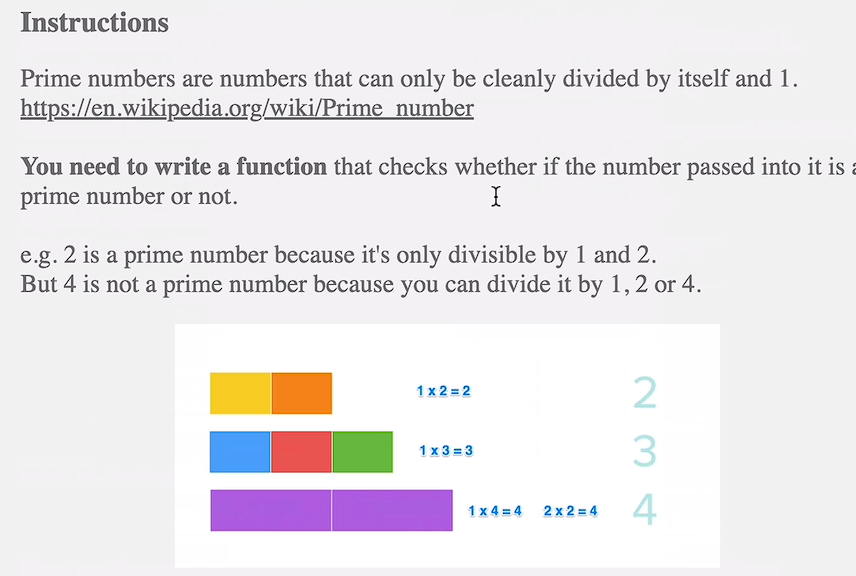 Instructions
Prime numbers are numbers that can only be cleanly divided by itself and 1.
https://en.wikipedia.org/wiki/Prime_number
You need to write a function that checks whether if the number passed into it is a
prime number or not.
e.g. 2 is a prime number because it's only divisible by 1 and 2.
But 4 is not a prime number because you can divide it by 1, 2 or 4.
1 x 2 = 2 2
1 x 3 = 3 3
1 x 4 = 4 2 x 2 = 4 4